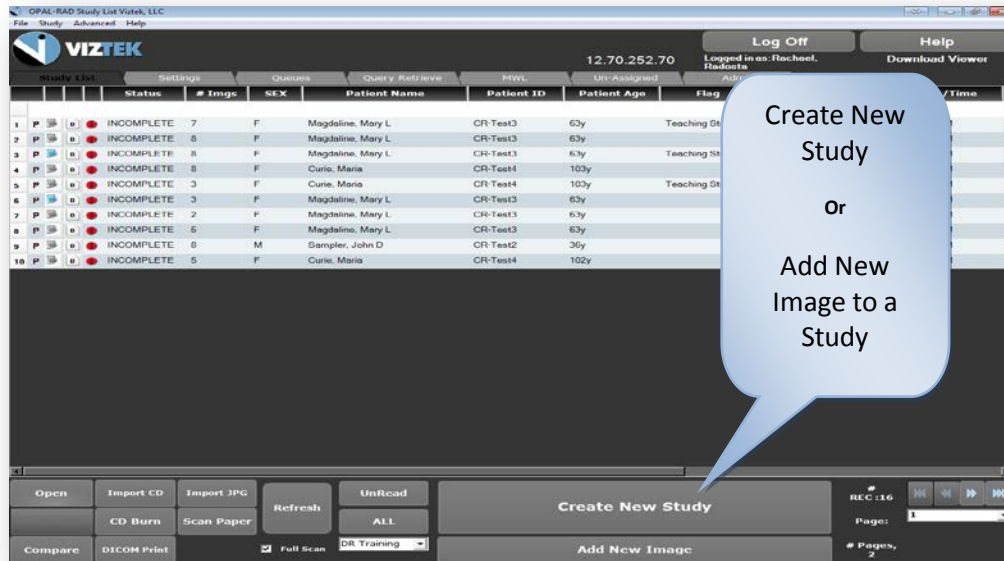 OPAL-RAD Study List Viztek, LLC
File Study Advanced Help
VIZTEK
12.70.252.70
Log Off
Logged in as: Rachael, Radosta
Help
Download Viewer
Study List Settings Queues Query Retrieve MWL Un-Assigned
Status # Imgs SEX Patient Name Patient ID Patient Age Flag /Time
1 P D INCOMPLETE 7 F Magdaline, Mary L CR-Test3 63y Teaching St
2 P D INCOMPLETE 8 F Magdaline, Mary L CR-Test3 63y
3 P D INCOMPLETE 8 F Magdaline, Mary L CR-Test3 63y Teaching St
4 P D INCOMPLETE 8 F Curie, Maria CR-Test4 103y
5 P D INCOMPLETE 3 F Curie, Maria CR-Test4 103y Teaching St
6 P D INCOMPLETE 3 F Magdaline, Mary L CR-Test3 63y
7 P D INCOMPLETE 2 F Magdaline, Mary L CR-Test3 63y
8 P D INCOMPLETE 6 F Magdaline, Mary L CR-Test3 63y
9 P D INCOMPLETE 8 M Sampler, John D CR-Test2 36y
10 P D INCOMPLETE 5 F Curie, Maria CR-Test4 102y
Create New
Study
Or
Add New
Image to a
Study
Open Import CD Import JPG Refresh UnRead Create New Study # REC :16
CD Burn Scan Paper ALL Page: 1
Compare DICOM Print Full Scan DR Training Add New Image # Pages, 2